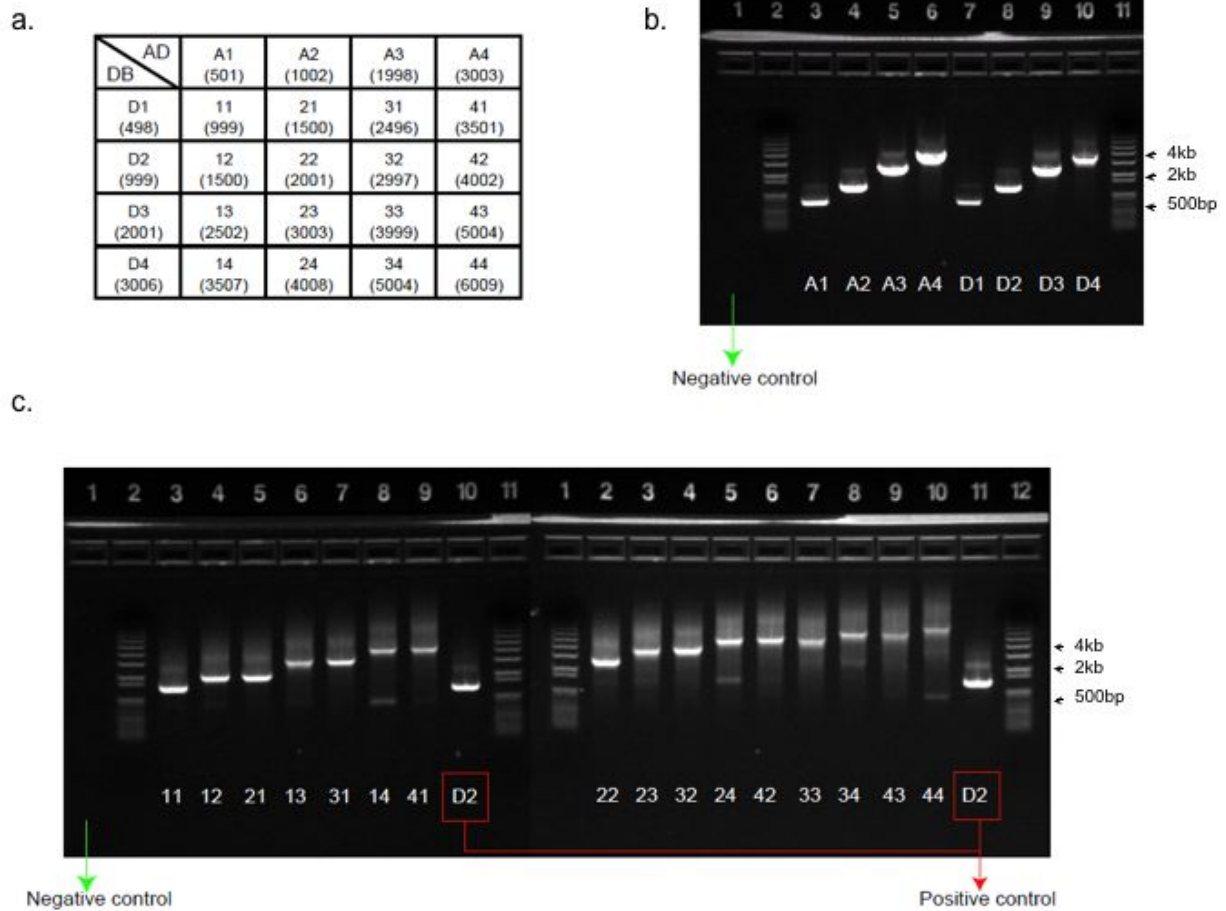 a.
AD
DB
A1 A2 A3 A4
(501) (1002) (1998) (3003)
D1 11 21 31 41
(498) (999) (1500) (2496) (3501)
D2 12 22 32 42
(999) (1500) (2001) (2997) (4002)
D3 13 23 33 43
(2001) (2502) (3003) (3999) (5004)
D4 14 24 34 44
(3006) (3507) (4008) (5004) (6009)
b.
1 2 3 4 5 6 7 8 9 10 11
4kb
2kb
500bp
A1 A2 A3 A4 D1 D2 D3 D4
Negative control
c.
1 2 3 4 5 6 7 8 9 10 11 1 2 3 4 5 6 7 8 9 10 11 12
4kb
2kb
500bp
11 12 21 13 31 14 41 D2 22 23 32 24 42 33 34 43 44 D2
Negative control Positive control